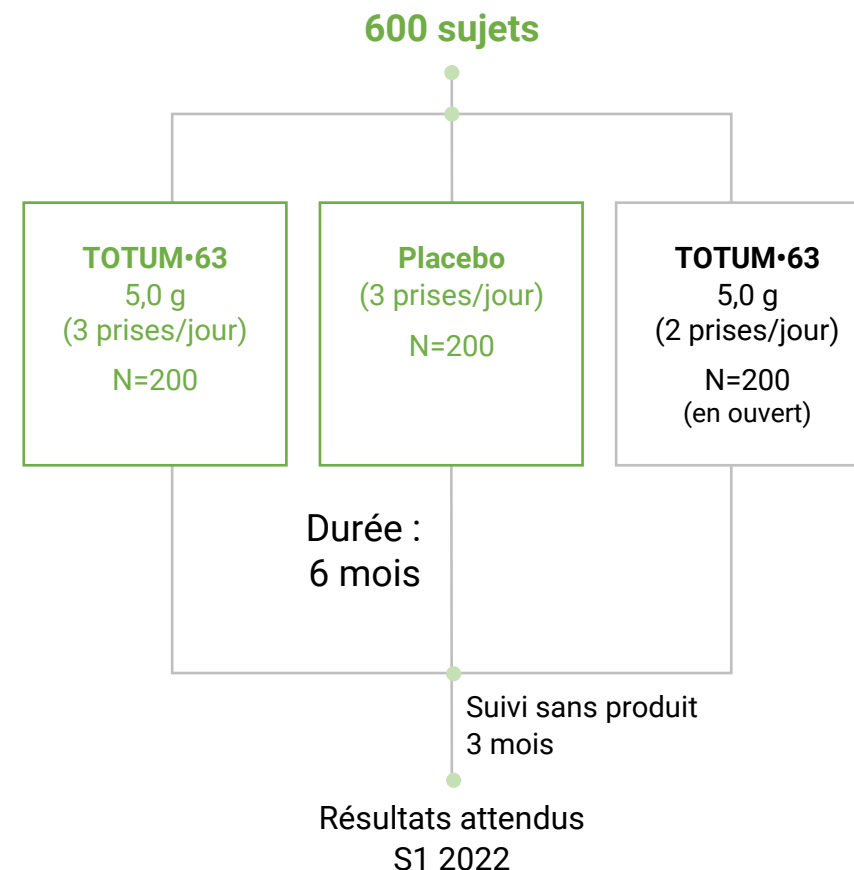 600 sujets
TOTUM•63
5,0 g
(3 prises/jour)
N=200
Placebo
(3 prises/jour)
N=200
TOTUM•63
5,0 g
(2 prises/jour)
N=200
(en ouvert)
Durée :
6 mois
Suivi sans produit
3 mois
Résultats attendus
S1 2022